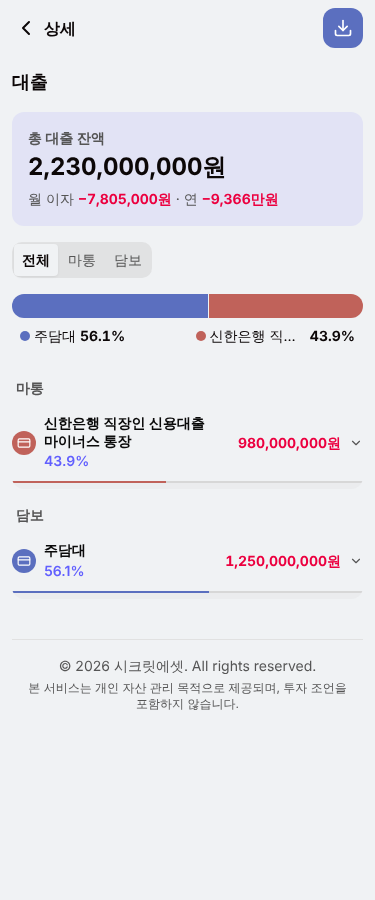 상세
대출
총 대출 잔액
2,230,000,000원
월 이자 −7,805,000원 · 연 −9,366만원
전체 마통 담보
주담대 56.1% 신한은행 직... 43.9%
마통
신한은행 직장인 신용대출
마이너스 통장
980,000,000원
43.9%
담보
주담대
1,250,000,000원
56.1%
© 2026 시크릿에셋. All rights reserved.
본 서비스는 개인 자산 관리 목적으로 제공되며, 투자 조언을
포함하지 않습니다.